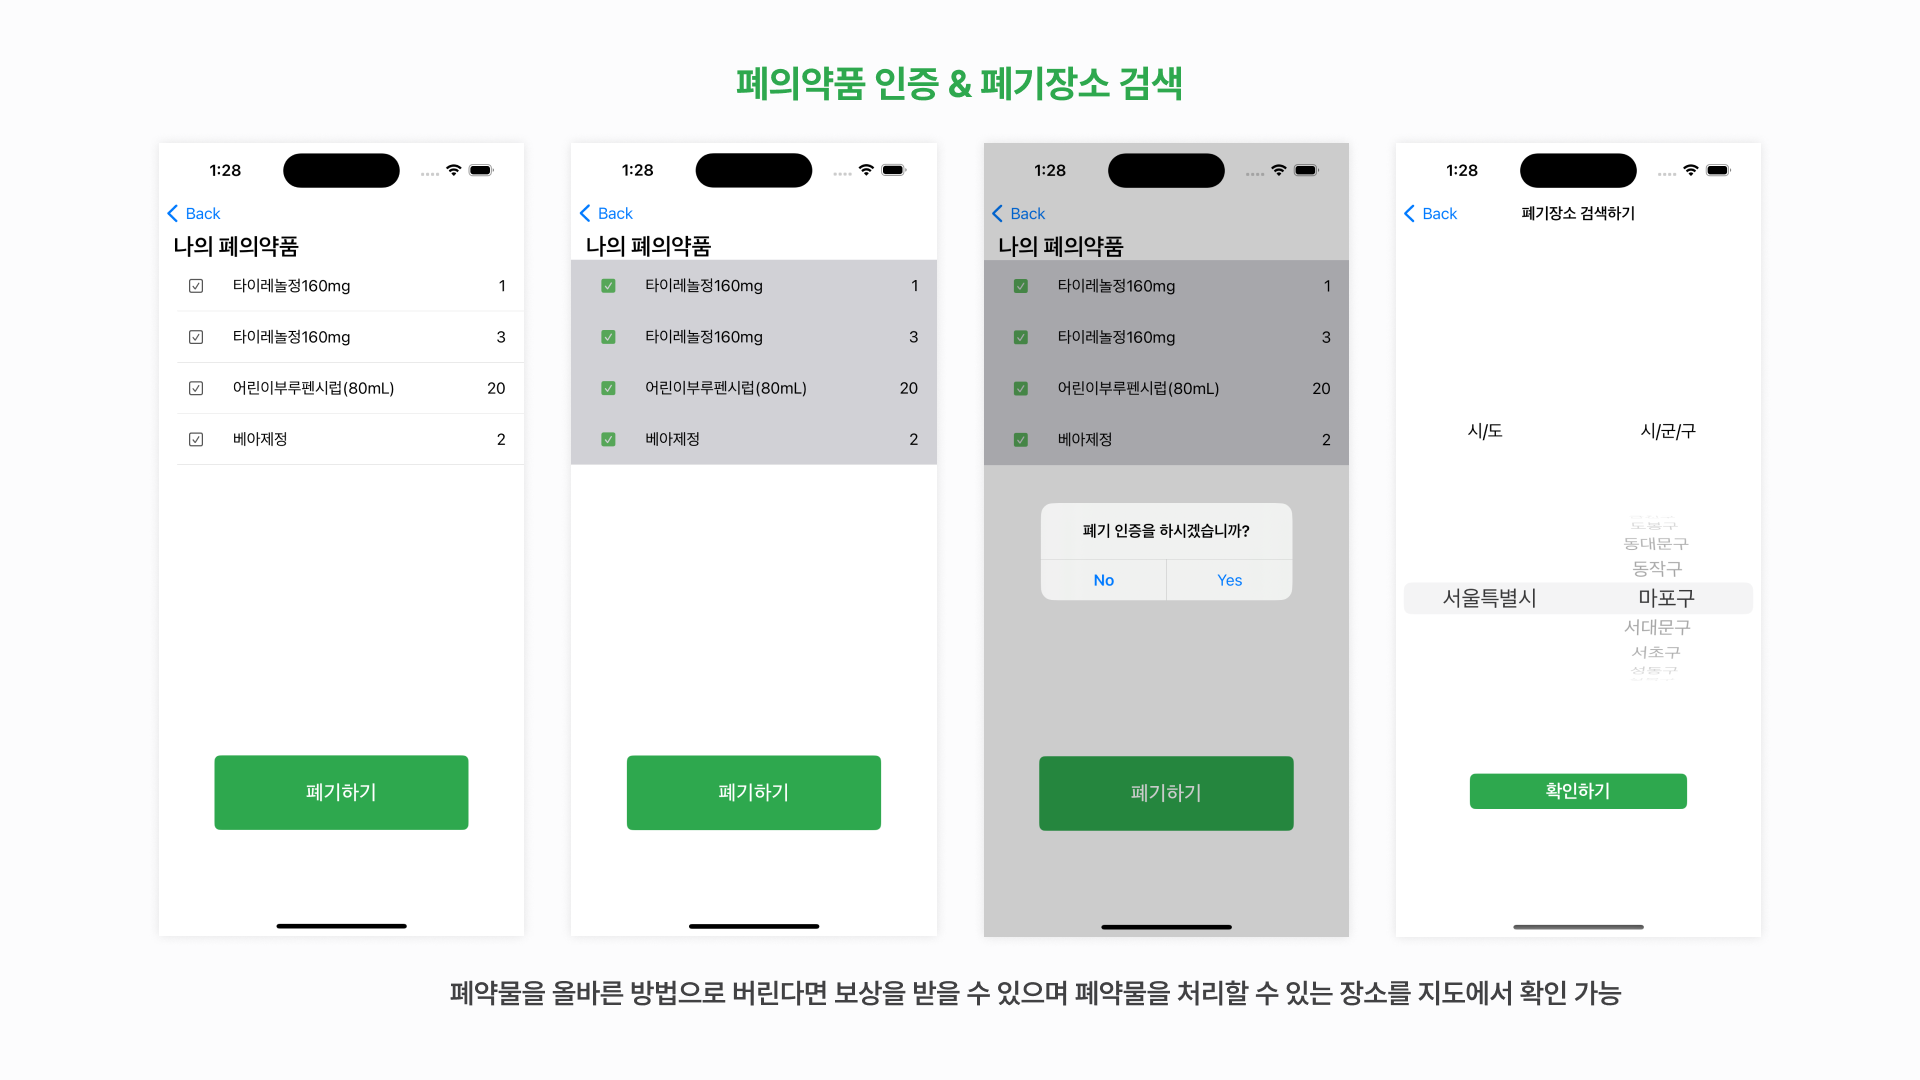 폐의약품 인증 & 폐기장소 검색
1:28
Back
나의 폐의약품
타이레놀정160mg 1
타이레놀정160mg 3
어린이부루펜시럽(80mL) 20
베아제정 2
폐기하기
1:28
Back
나의 폐의약품
타이레놀정160mg 1
타이레놀정160mg 3
어린이부루펜시럽(80mL) 20
베아제정 2
폐기하기
1:28
Back
나의 폐의약품
타이레놀정160mg 1
타이레놀정160mg 3
어린이부루펜시럽(80mL) 20
베아제정 2
폐기 인증을 하시겠습니까?
No Yes
폐기하기
1:28
Back 폐기장소 검색하기
시/도 시/군/구
도봉구
동대문구
동작구
서울특별시 마포구
서대문구
서초구
성동구
확인하기
폐약물을 올바른 방법으로 버린다면 보상을 받을 수 있으며 폐약물을 처리할 수 있는 장소를 지도에서 확인 가능